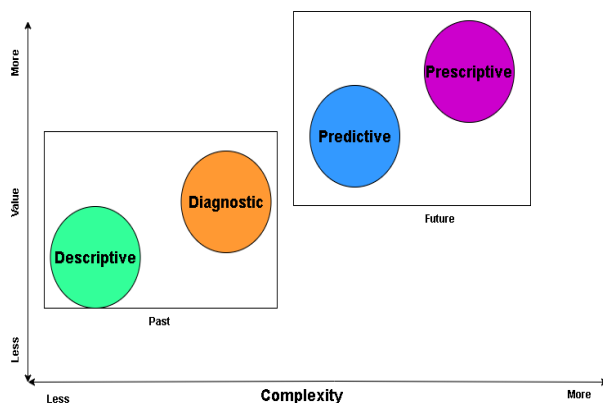 More
Prescriptive
Predictive
Value
Diagnostic
Future
Descriptive
Past
Less
Less
Complexity
More